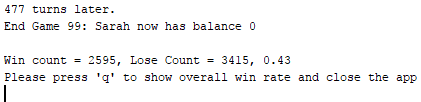 477 turns later.
End Game 99: Sarah now has balance 0
Win count = 2595, Lose Count = 3415, 0.43
Please press 'q' to show overall win rate and close the app